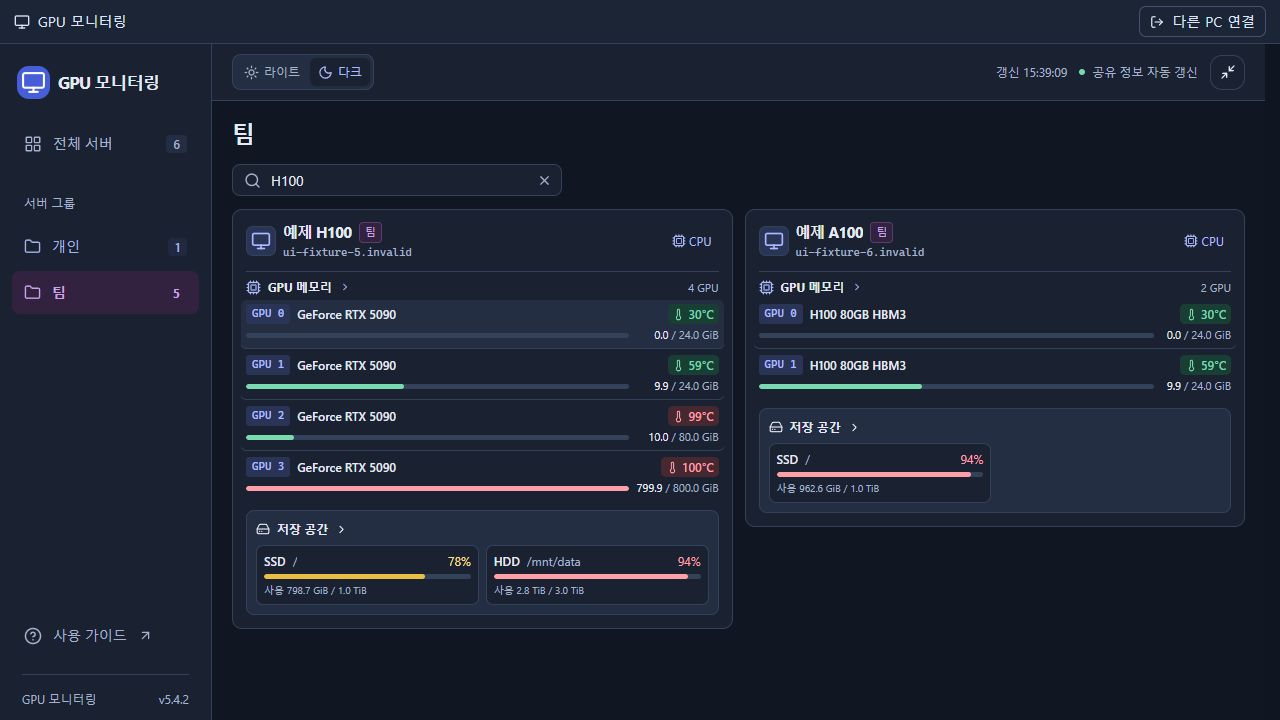 GPU 모니터링
다른 PC 연결
GPU 모니터링
전체 서버 6
서버 그룹
개인 1
팀 5
사용 가이드
GPU 모니터링 v5.4.2
라이트 다크
갱신 15:39:09 공유 정보 자동 갱신
팀
H100
예제 H100 팀
ui-fixture-5.invalid
CPU
GPU 메모리 4 GPU
GPU 0 GeForce RTX 5090 30°C
0.0 / 24.0 GiB
GPU 1 GeForce RTX 5090 59°C
9.9 / 24.0 GiB
GPU 2 GeForce RTX 5090 99°C
10.0 / 80.0 GiB
GPU 3 GeForce RTX 5090 100°C
799.9 / 800.0 GiB
저장 공간
SSD / 78%
사용 798.7 GiB / 1.0 TiB
HDD /mnt/data 94%
사용 2.8 TiB / 3.0 TiB
예제 A100 팀
ui-fixture-6.invalid
CPU
GPU 메모리 2 GPU
GPU 0 H100 80GB HBM3 30°C
0.0 / 24.0 GiB
GPU 1 H100 80GB HBM3 59°C
9.9 / 24.0 GiB
저장 공간
SSD / 94%
사용 962.6 GiB / 1.0 TiB